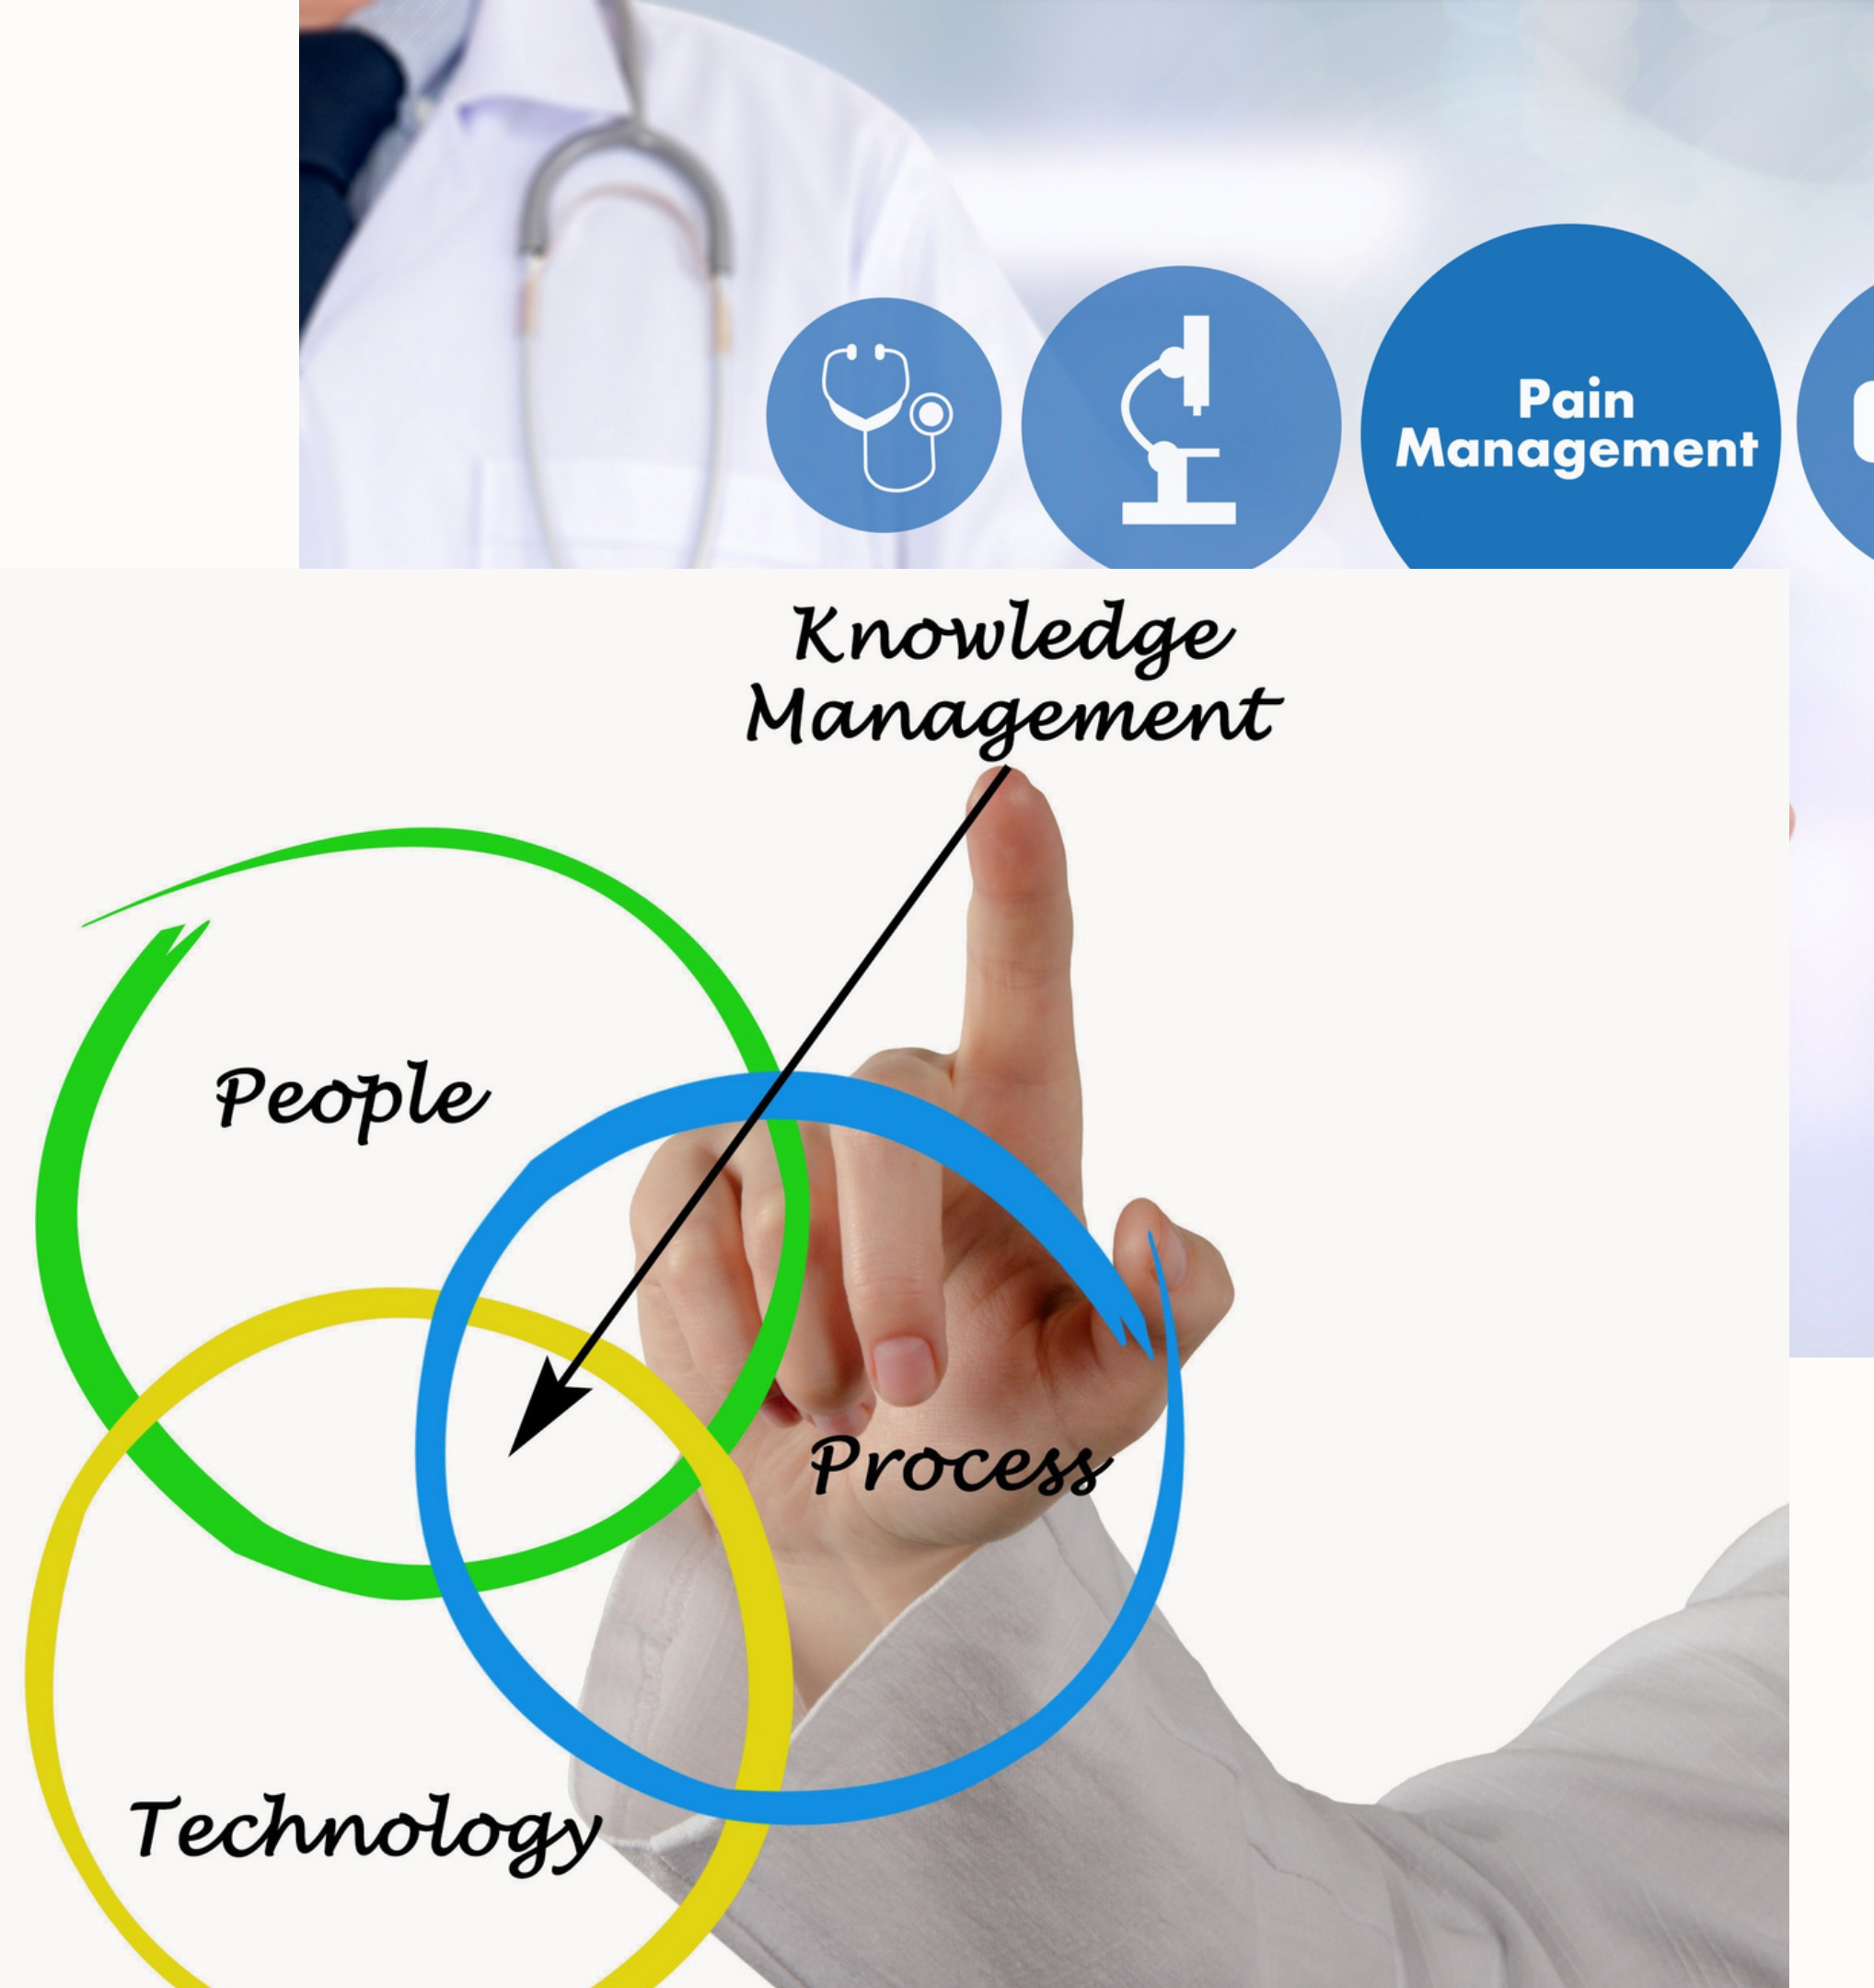 Pain
Management
Knowledge
Management
People
Process
Technology